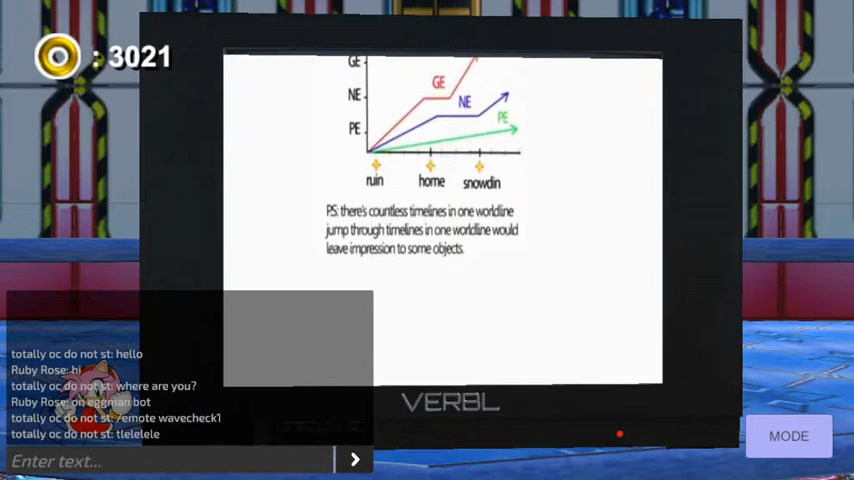 : 3021
GE
GE
NE
NE
PE
PE
ruin home snowdin
P.S: there's countless timelines in one worldline
jump through timelines in one worldline would
leave impression to some objects.
VERBL
MODE
totally oc do not st: hello
Ruby Rose: hi
totally oc do not st: where are you?
Ruby Rose: on eggman bot
totally oc do not st: /emote wavecheck1
totally oc do not st: tlelelele
Enter text...